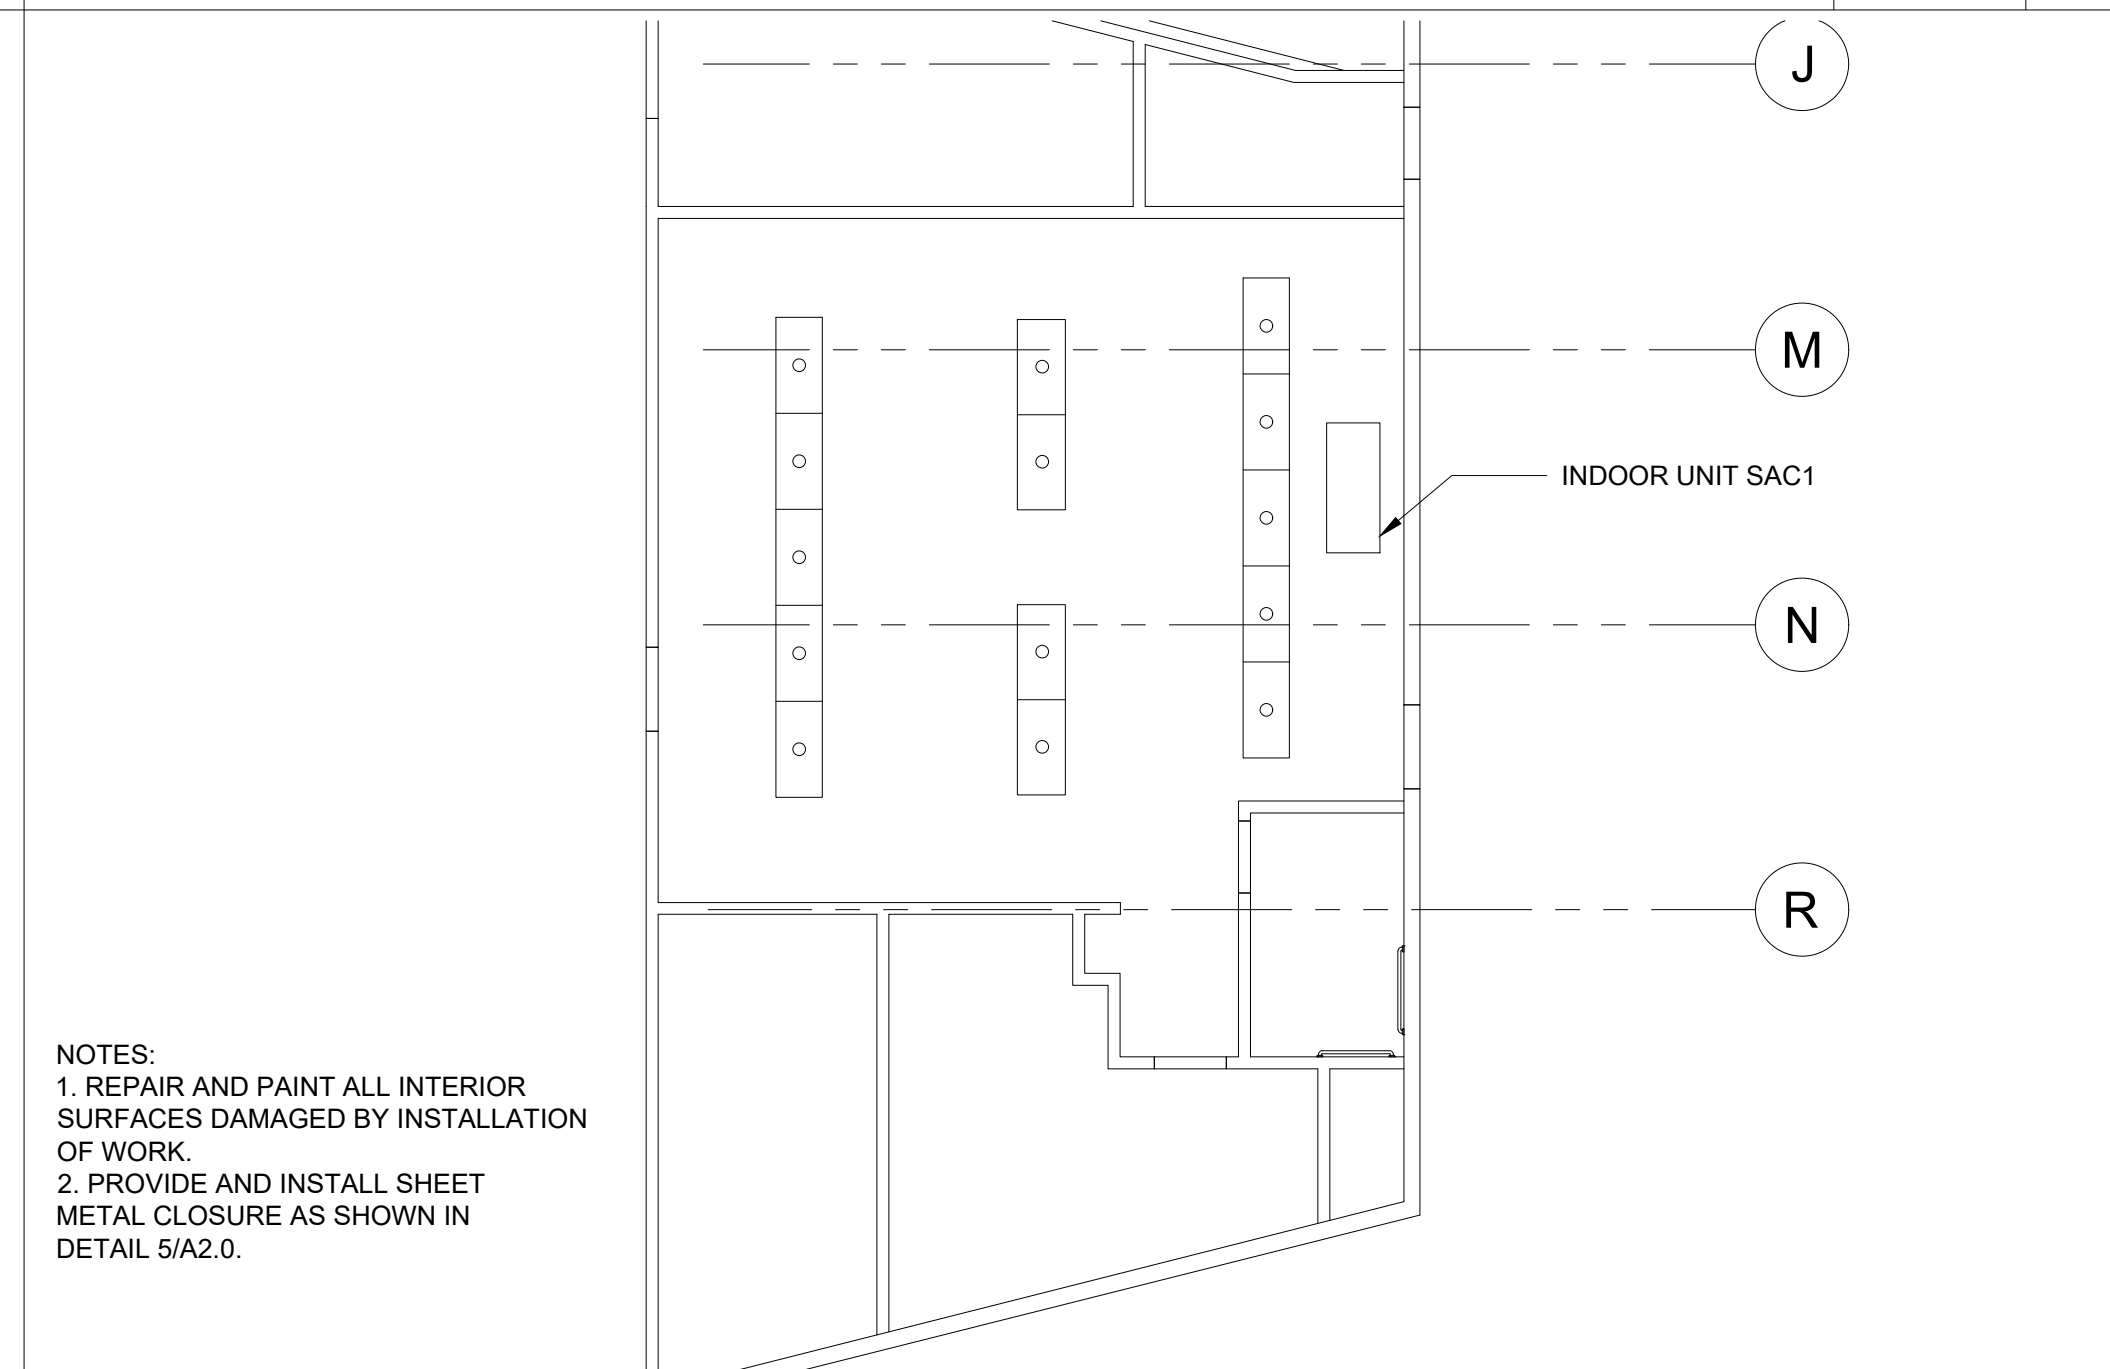 J
M
INDOOR UNIT SAC1
N
R
NOTES:
1. REPAIR AND PAINT ALL INTERIOR
SURFACES DAMAGED BY INSTALLATION
OF WORK.
2. PROVIDE AND INSTALL SHEET
METAL CLOSURE AS SHOWN IN
DETAIL 5/A2.0.